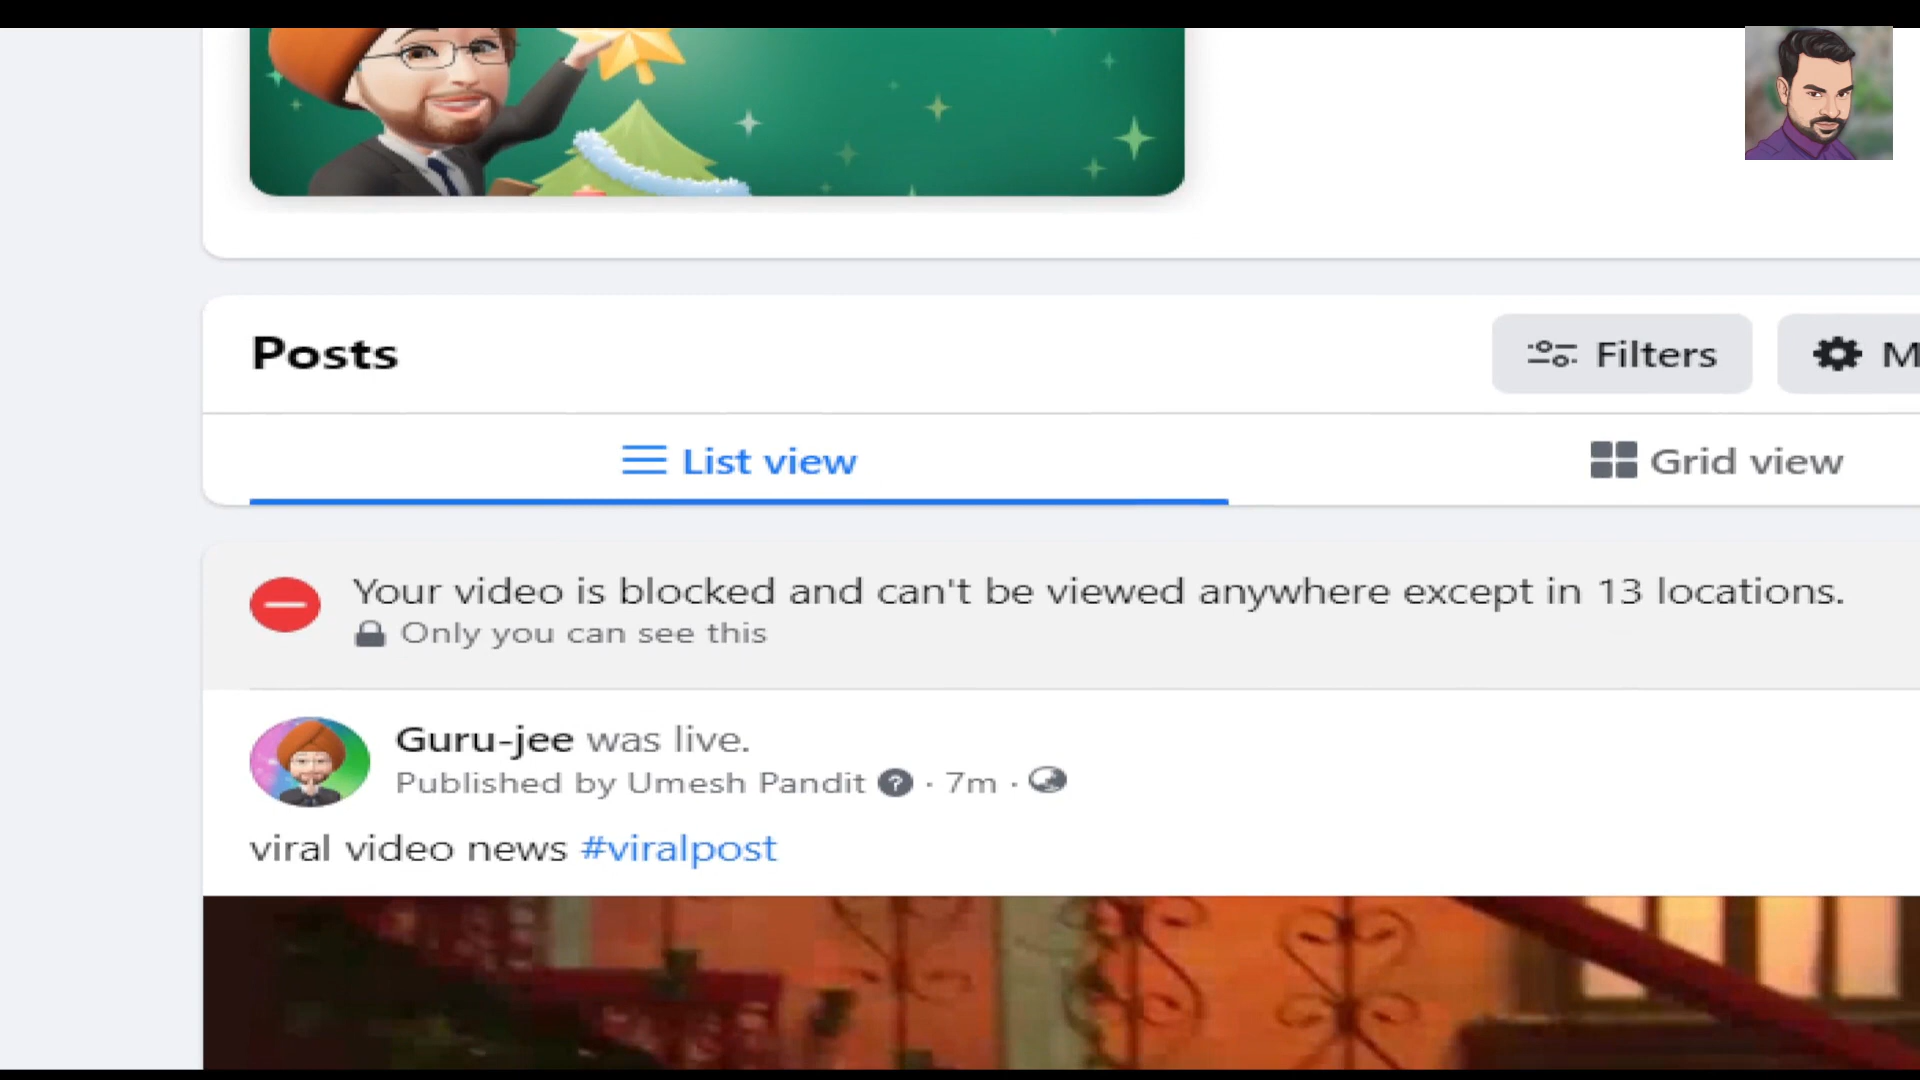 Posts
Filters
M
List view
Grid view
Your video is blocked and can't be viewed anywhere except in 13 locations.
Only you can see this
Guru-jee was live.
Published by Umesh Pandit ? · 7m ·
viral video news #viralpost